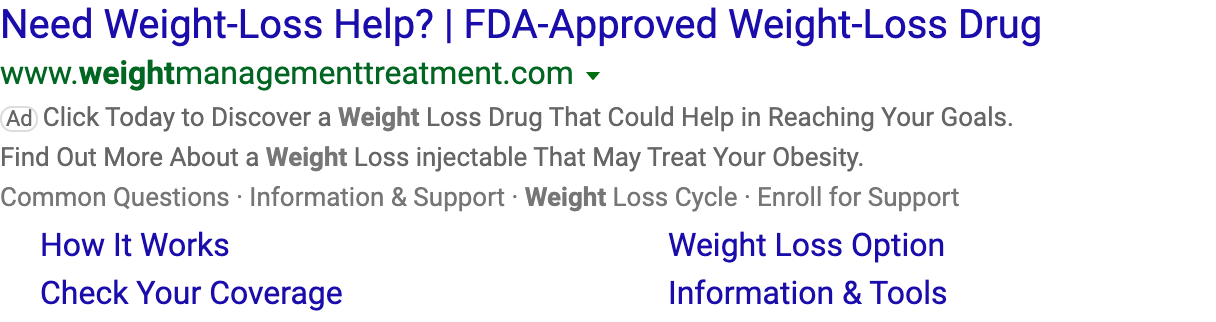 Need Weight-Loss Help? | FDA-Approved Weight-Loss Drug
www.weightmanagementtreatment.com
Ad Click Today to Discover a Weight Loss Drug That Could Help in Reaching Your Goals.
Find Out More About a Weight Loss injectable That May Treat Your Obesity.
Common Questions · Information & Support · Weight Loss Cycle · Enroll for Support
How It Works Weight Loss Option
Check Your Coverage Information & Tools